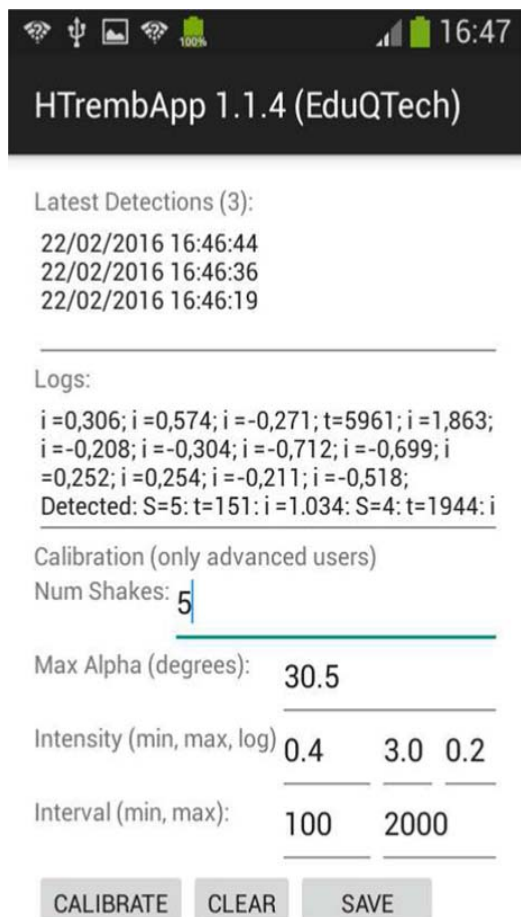 100% 16:47
HTrembApp 1.1.4 (EduQTech)
Latest Detections (3):
22/02/2016 16:46:44
22/02/2016 16:46:36
22/02/2016 16:46:19
Logs:
i =0,306; i =0,574; i =-0,271; t=5961; i =1,863;
i =-0,208; i =-0,304; i =-0,712; i =-0,699; i
=0,252; i =0,254; i =-0,211; i =-0,518;
Detected: S=5: t=151: i =1.034: S=4: t=1944: i
Calibration (only advanced users)
Num Shakes: 5
Max Alpha (degrees): 30.5
Intensity (min, max, log) 0.4 3.0 0.2
Interval (min, max): 100 2000
CALIBRATE CLEAR SAVE